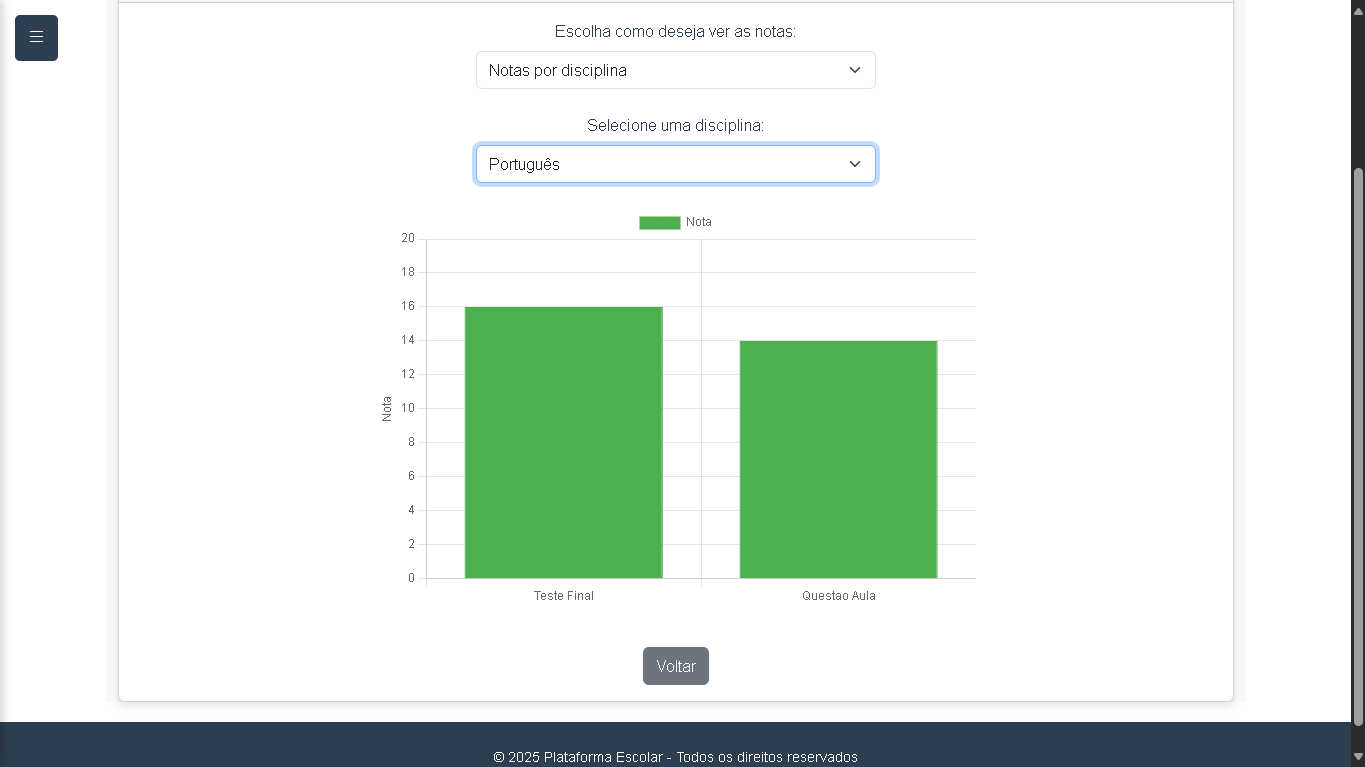 Escolha como deseja ver as notas:
Notas por disciplina
Selecione uma disciplina:
Português
Nota
20
18
16
14
12
10
8
6
4
2
0
Nota
Teste Final
Questao Aula
Voltar
© 2025 Plataforma Escolar - Todos os direitos reservados